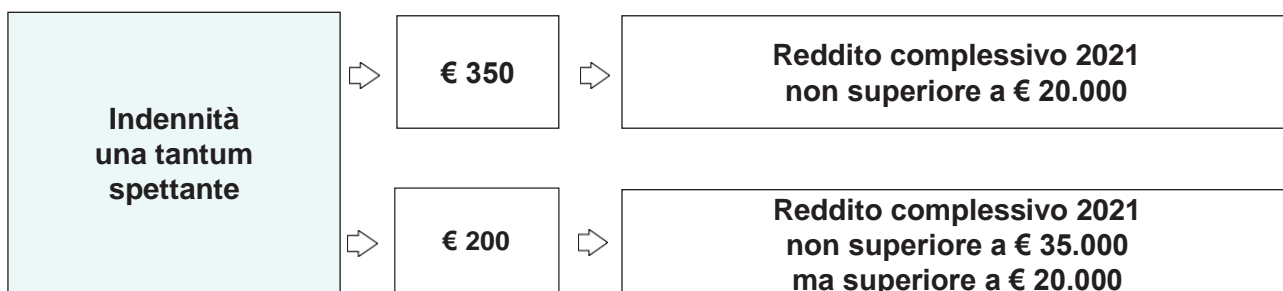 Indennità
una tantum
spettante
€ 350
Reddito complessivo 2021
non superiore a € 20.000
€ 200
Reddito complessivo 2021
non superiore a € 35.000
ma superiore a € 20.000